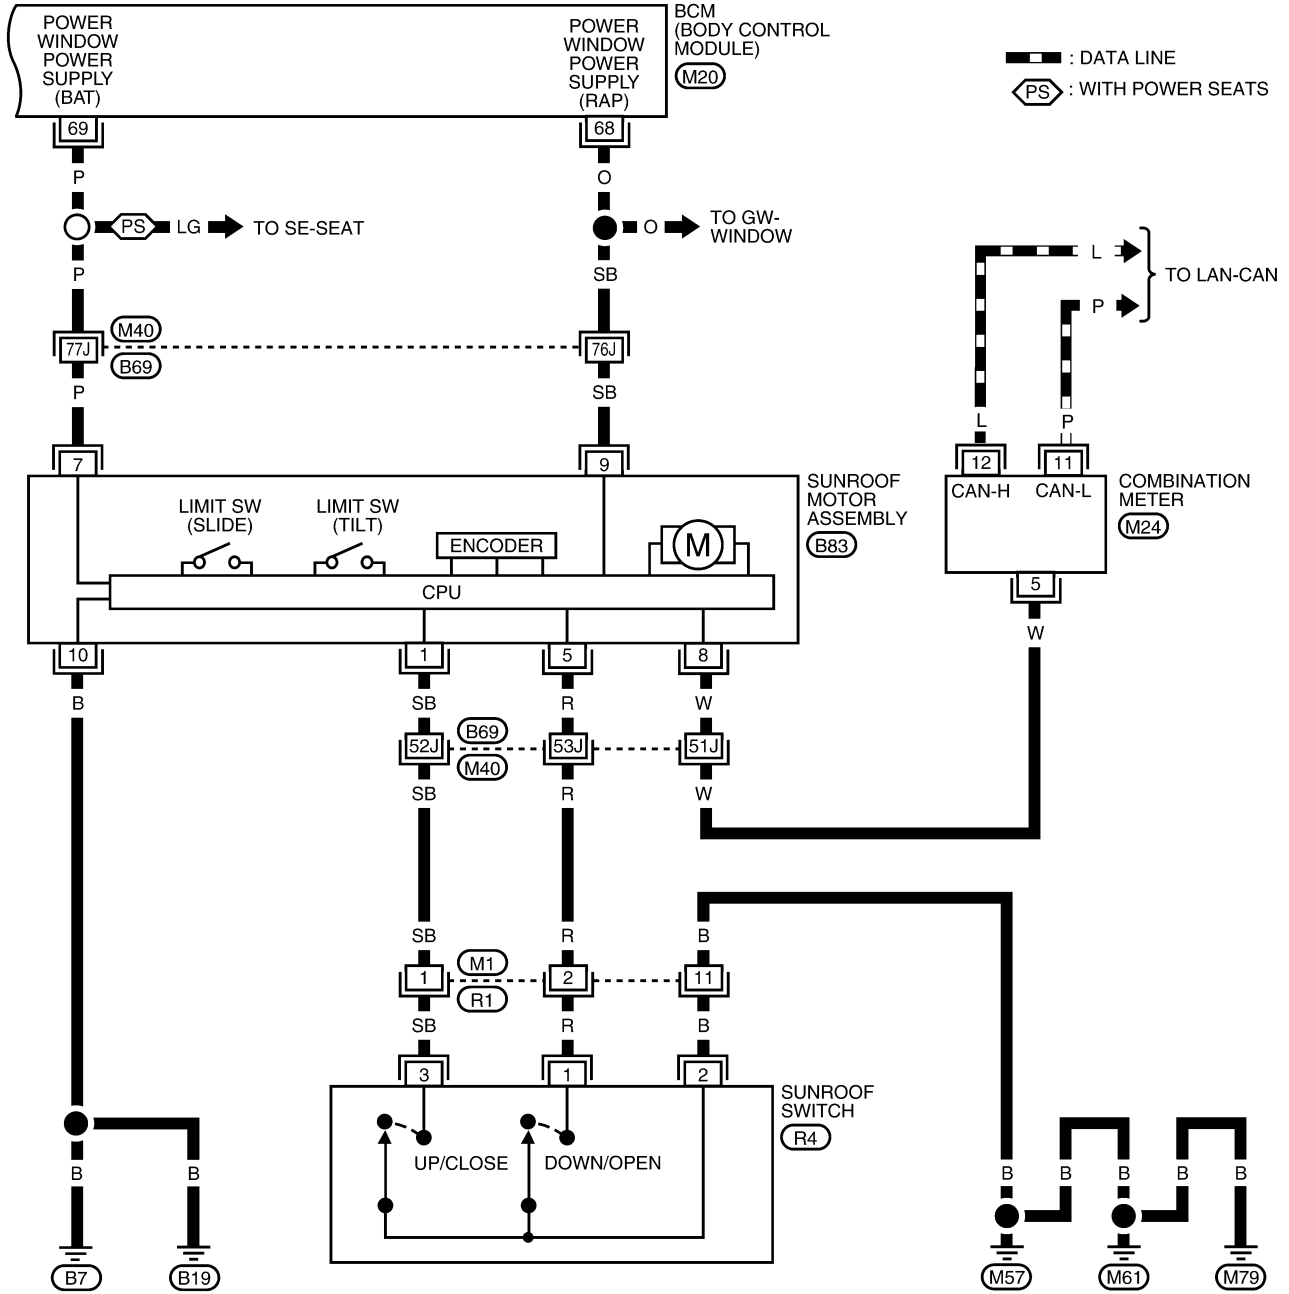 POWER
WINDOW
POWER
SUPPLY
(BAT)
POWER
WINDOW
POWER
SUPPLY
(RAP)
BCM
(BODY CONTROL
MODULE)
M20
: DATA LINE
PS : WITH POWER SEATS
69
68
P
O
PS LG TO SE-SEAT
O TO GW-
WINDOW
P
SB
L
TO LAN-CAN
P
77J
M40
B69
76J
P
SB
L
P
7
9
12
11
SUNROOF
MOTOR
ASSEMBLY
B83
CAN-H CAN-L
COMBINATION
METER
M24
LIMIT SW
(SLIDE)
LIMIT SW
(TILT)
ENCODER
M
CPU
5
W
10
1
5
8
B
SB
R
W
52J
B69
M40
53J
51J
SB
R
W
SB
R
B
1
M1
R1
2
11
SB
R
B
3
1
2
SUNROOF
SWITCH
R4
UP/CLOSE
DOWN/OPEN
B
B
B
B
B
B
B
B7
B19
M57
M61
M79